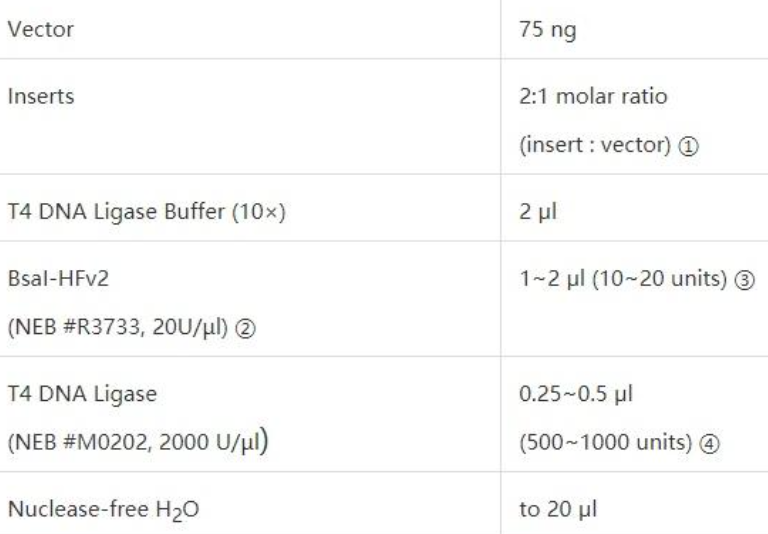 Vector 75 ng
Inserts 2:1 molar ratio
(insert : vector) ①
T4 DNA Ligase Buffer (10×) 2 μl
BsaI-HFv2 1~2 μl (10~20 units) ③
(NEB #R3733, 20U/μl) ②
T4 DNA Ligase 0.25~0.5 μl
(NEB #M0202, 2000 U/μl) (500~1000 units) ④
Nuclease-free H₂O to 20 μl